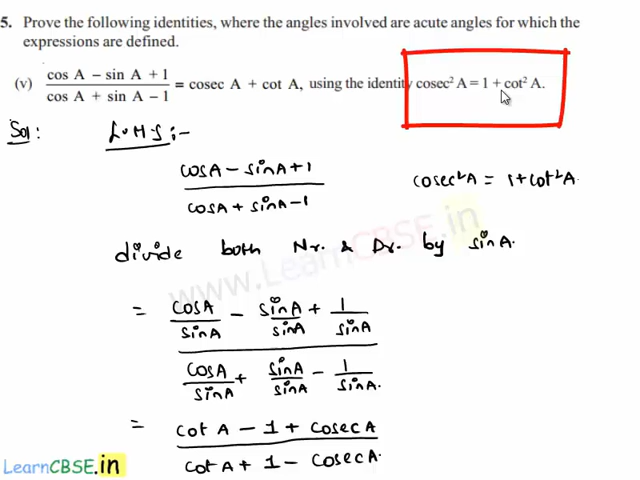 5. Prove the following identities, where the angles involved are acute angles for which the
expressions are defined.
(v) (cos A – sin A + 1)/(cos A + sin A – 1) = cosec A + cot A, using the identity cosec² A = 1 + cot² A.
Sol: L.H.S :-
(cosA – sinA + 1)/(cosA + sinA – 1) cosec²A = 1 + cot²A.
divide both Nr. & Dr. by sinA.
= (cosA/sinA – sinA/sinA + 1/sinA)/(cosA/sinA + sinA/sinA – 1/sinA.)
= (cot A – 1 + cosec A)/(cot A + 1 – cosec A.)
www.LearnCBSE.in
LearnCBSE.in